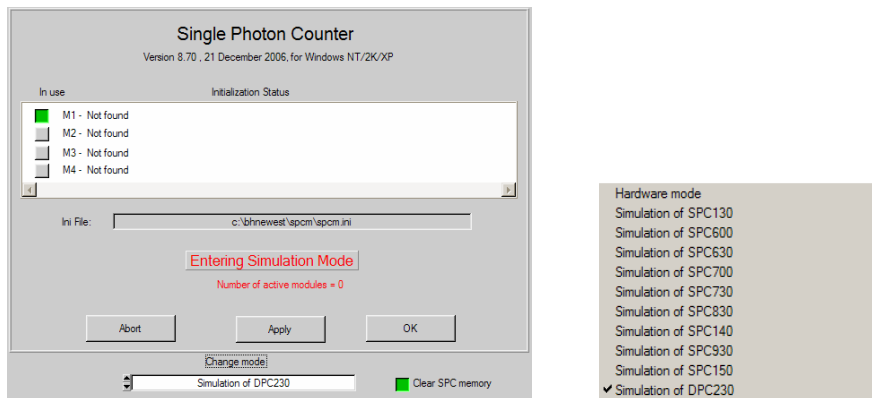 Single Photon Counter
Version 8.70 , 21 December 2006, for Windows NT/2K/XP
In use Initialization Status
M1 - Not found
M2 - Not found
M3 - Not found
M4 - Not found
Ini File: c:\bhnewest\spcm\spcm.ini
Entering Simulation Mode
Number of active modules = 0
Abort Apply OK
Change mode
Simulation of DPC230 Clear SPC memory
Hardware mode
Simulation of SPC130
Simulation of SPC600
Simulation of SPC630
Simulation of SPC700
Simulation of SPC730
Simulation of SPC830
Simulation of SPC140
Simulation of SPC930
Simulation of SPC150
Simulation of DPC230